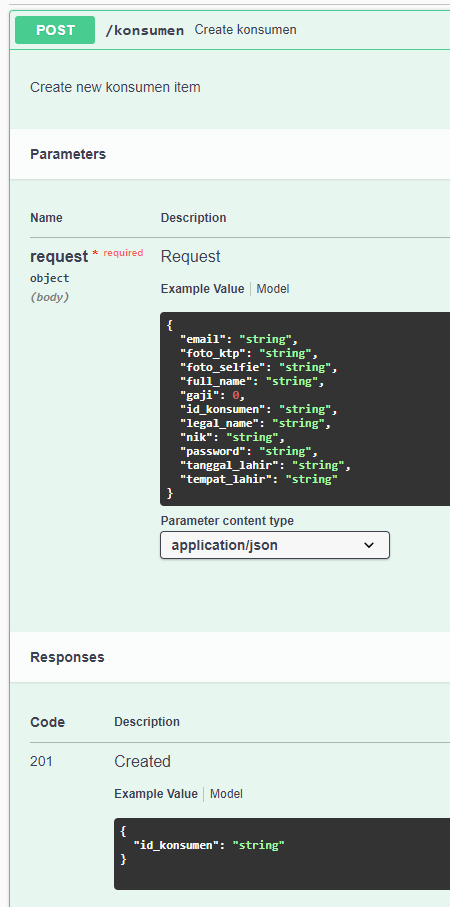 POST /konsumen Create konsumen
Create new konsumen item
Parameters
Name Description
request * required Request
object
(body)
Example Value Model
{
"email": "string",
"foto_ktp": "string",
"foto_selfie": "string",
"full_name": "string",
"gaji": 0,
"id_konsumen": "string",
"legal_name": "string",
"nik": "string",
"password": "string",
"tanggal_lahir": "string",
"tempat_lahir": "string"
}
Parameter content type
application/json
Responses
Code Description
201 Created
Example Value Model
{
"id_konsumen": "string"
}